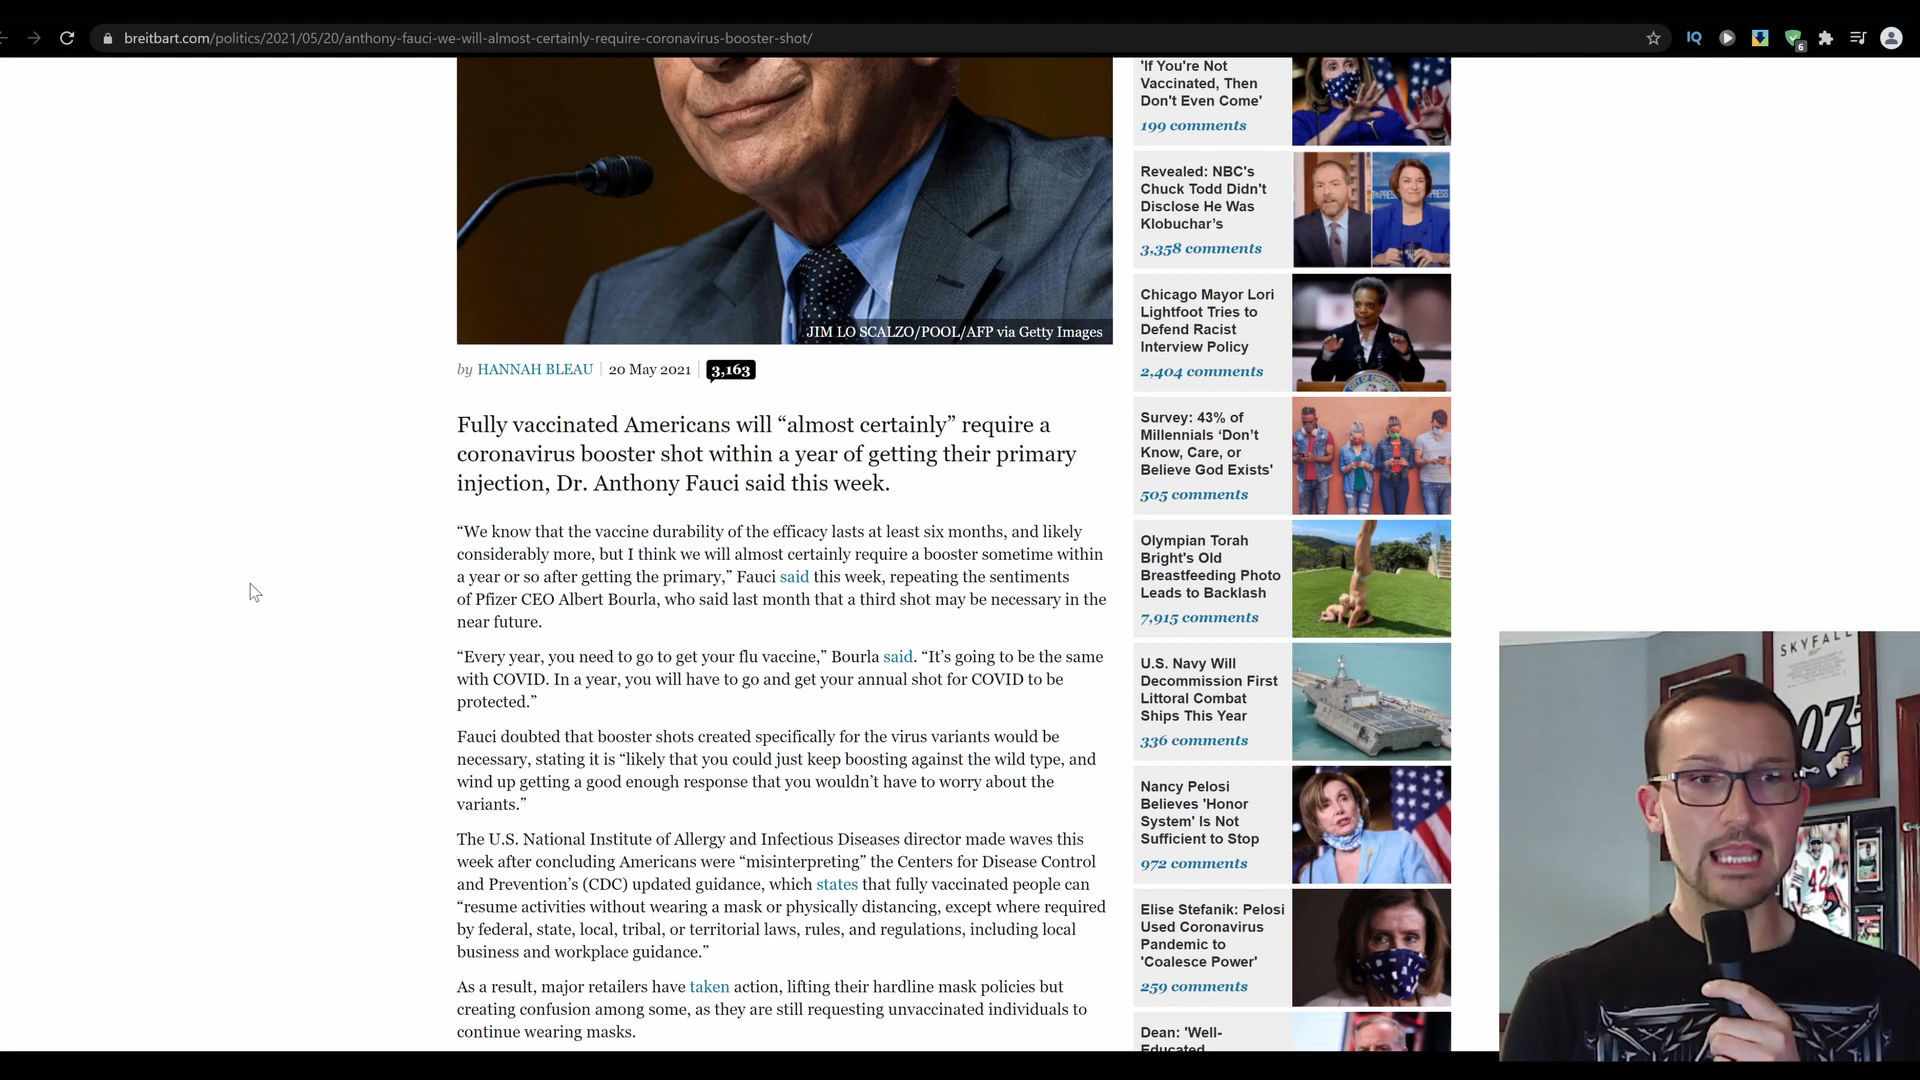 breitbart.com/politics/2021/05/20/anthony-fauci-we-will-almost-certainly-require-coronavirus-booster-shot/
IQ
6
JIM LO SCALZO/POOL/AFP via Getty Images
by HANNAH BLEAU | 20 May 2021 | 3,163
Fully vaccinated Americans will “almost certainly” require a
coronavirus booster shot within a year of getting their primary
injection, Dr. Anthony Fauci said this week.
“We know that the vaccine durability of the efficacy lasts at least six months, and likely
considerably more, but I think we will almost certainly require a booster sometime within
a year or so after getting the primary,” Fauci said this week, repeating the sentiments
of Pfizer CEO Albert Bourla, who said last month that a third shot may be necessary in the
near future.
“Every year, you need to go to get your flu vaccine,” Bourla said. “It’s going to be the same
with COVID. In a year, you will have to go and get your annual shot for COVID to be
protected.”
Fauci doubted that booster shots created specifically for the virus variants would be
necessary, stating it is “likely that you could just keep boosting against the wild type, and
wind up getting a good enough response that you wouldn’t have to worry about the
variants.”
The U.S. National Institute of Allergy and Infectious Diseases director made waves this
week after concluding Americans were “misinterpreting” the Centers for Disease Control
and Prevention’s (CDC) updated guidance, which states that fully vaccinated people can
“resume activities without wearing a mask or physically distancing, except where required
by federal, state, local, tribal, or territorial laws, rules, and regulations, including local
business and workplace guidance.”
As a result, major retailers have taken action, lifting their hardline mask policies but
creating confusion among some, as they are still requesting unvaccinated individuals to
continue wearing masks.
'If You're Not
Vaccinated, Then
Don't Even Come'
199 comments
Revealed: NBC's
Chuck Todd Didn't
Disclose He Was
Klobuchar’s
3,358 comments
Chicago Mayor Lori
Lightfoot Tries to
Defend Racist
Interview Policy
2,404 comments
Survey: 43% of
Millennials ‘Don’t
Know, Care, or
Believe God Exists'
505 comments
Olympian Torah
Bright's Old
Breastfeeding Photo
Leads to Backlash
7,915 comments
U.S. Navy Will
Decommission First
Littoral Combat
Ships This Year
336 comments
Nancy Pelosi
Believes 'Honor
System' Is Not
Sufficient to Stop
972 comments
Elise Stefanik: Pelosi
Used Coronavirus
Pandemic to
'Coalesce Power'
259 comments
Dean: 'Well-
Educated
SKYFALL
007
42